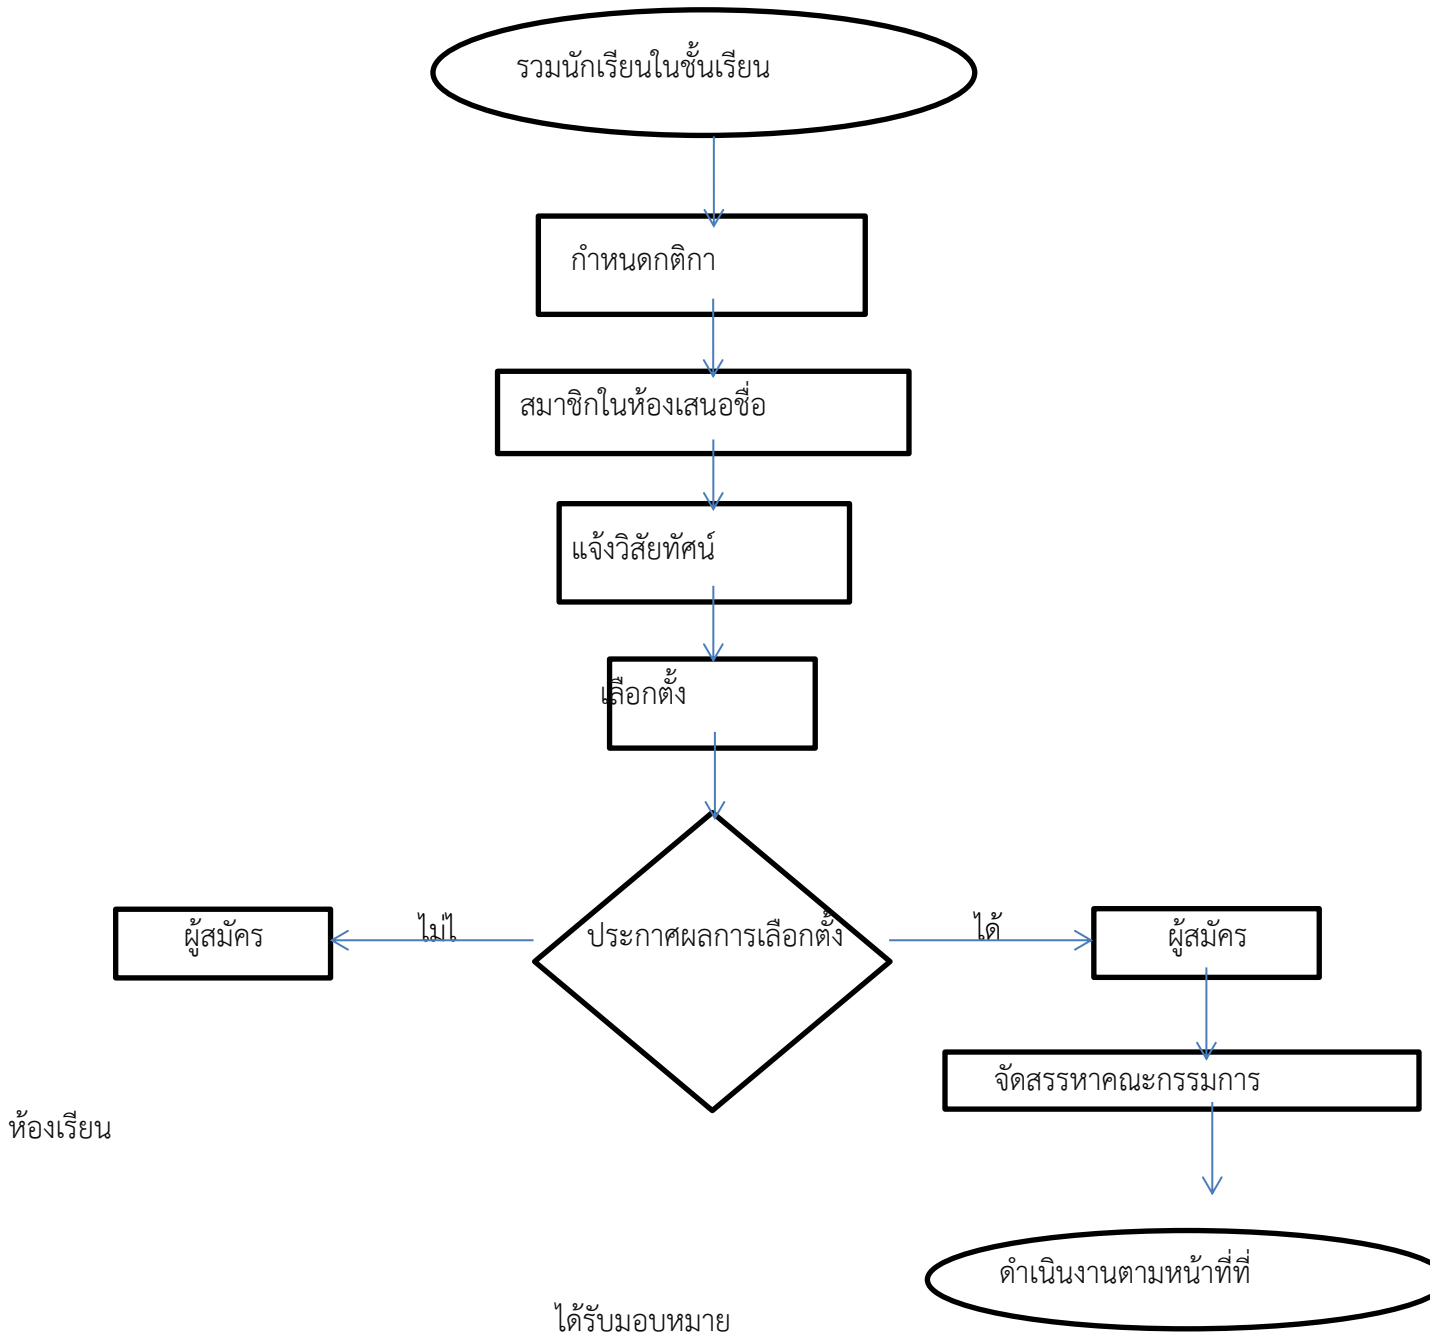 รวมนักเรียนในชั้นเรียน
กำหนดกติกา
สมาชิกในห้องเสนอชื่อ
แจ้งวิสัยทัศน์
เลือกตั้ง
ผู้สมัคร
ไม่ไ
ประกาศผลการเลือกตั้ง
ได้
ผู้สมัคร
จัดสรรหาคณะกรรมการ
ห้องเรียน
ดำเนินงานตามหน้าที่ที่
ได้รับมอบหมาย